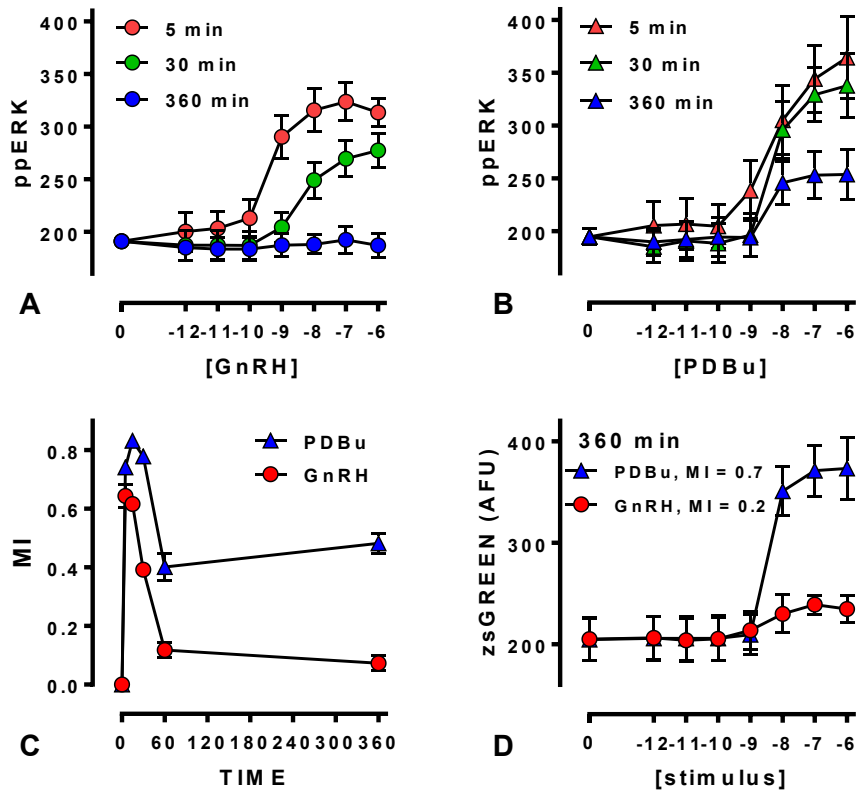 400
350
300
250
200
ppERK
5 min
30 min
360 min
0 -12 -11 -10 -9 -8 -7 -6
[GnRH]
A
400
350
300
250
200
ppERK
5 min
30 min
360 min
0 -12 -11 -10 -9 -8 -7 -6
[PDBu]
B
0.8
0.6
0.4
0.2
0.0
MI
PDBu
GnRH
0 60 120 180 240 300 360
TIME
C
400
300
200
zsGREEN (AFU)
360 min
PDBu, MI = 0.7
GnRH, MI = 0.2
0 -12 -11 -10 -9 -8 -7 -6
[stimulus]
D